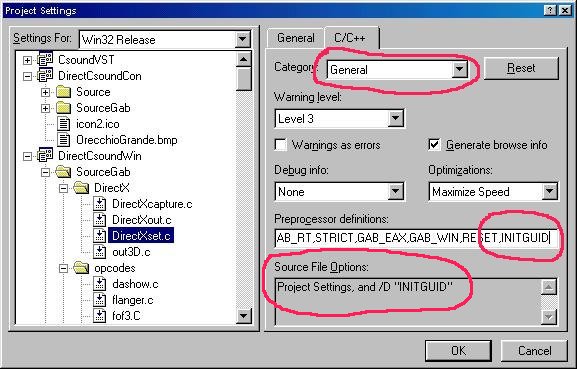 Project Settings
Settings For: Win32 Release
CsoundVST
DirectCsoundCon
Source
SourceGab
icon2.ico
OrecchioGrande.bmp
DirectCsoundWin
SourceGab
DirectX
DirectXcapture.c
DirectXout.c
DirectXset.c
out3D.c
opcodes
dashow.c
flanger.c
fof3.c
General C/C++
Category: General Reset
Warning level:
Level 3
Warnings as errors Generate browse info
Debug info: Optimizations:
None Maximize Speed
Preprocessor definitions:
AB_RT,STRICT,GAB_EAX,GAB_WIN,RESET,INITGUID
Source File Options:
Project Settings, and /D "INITGUID"
OK Cancel